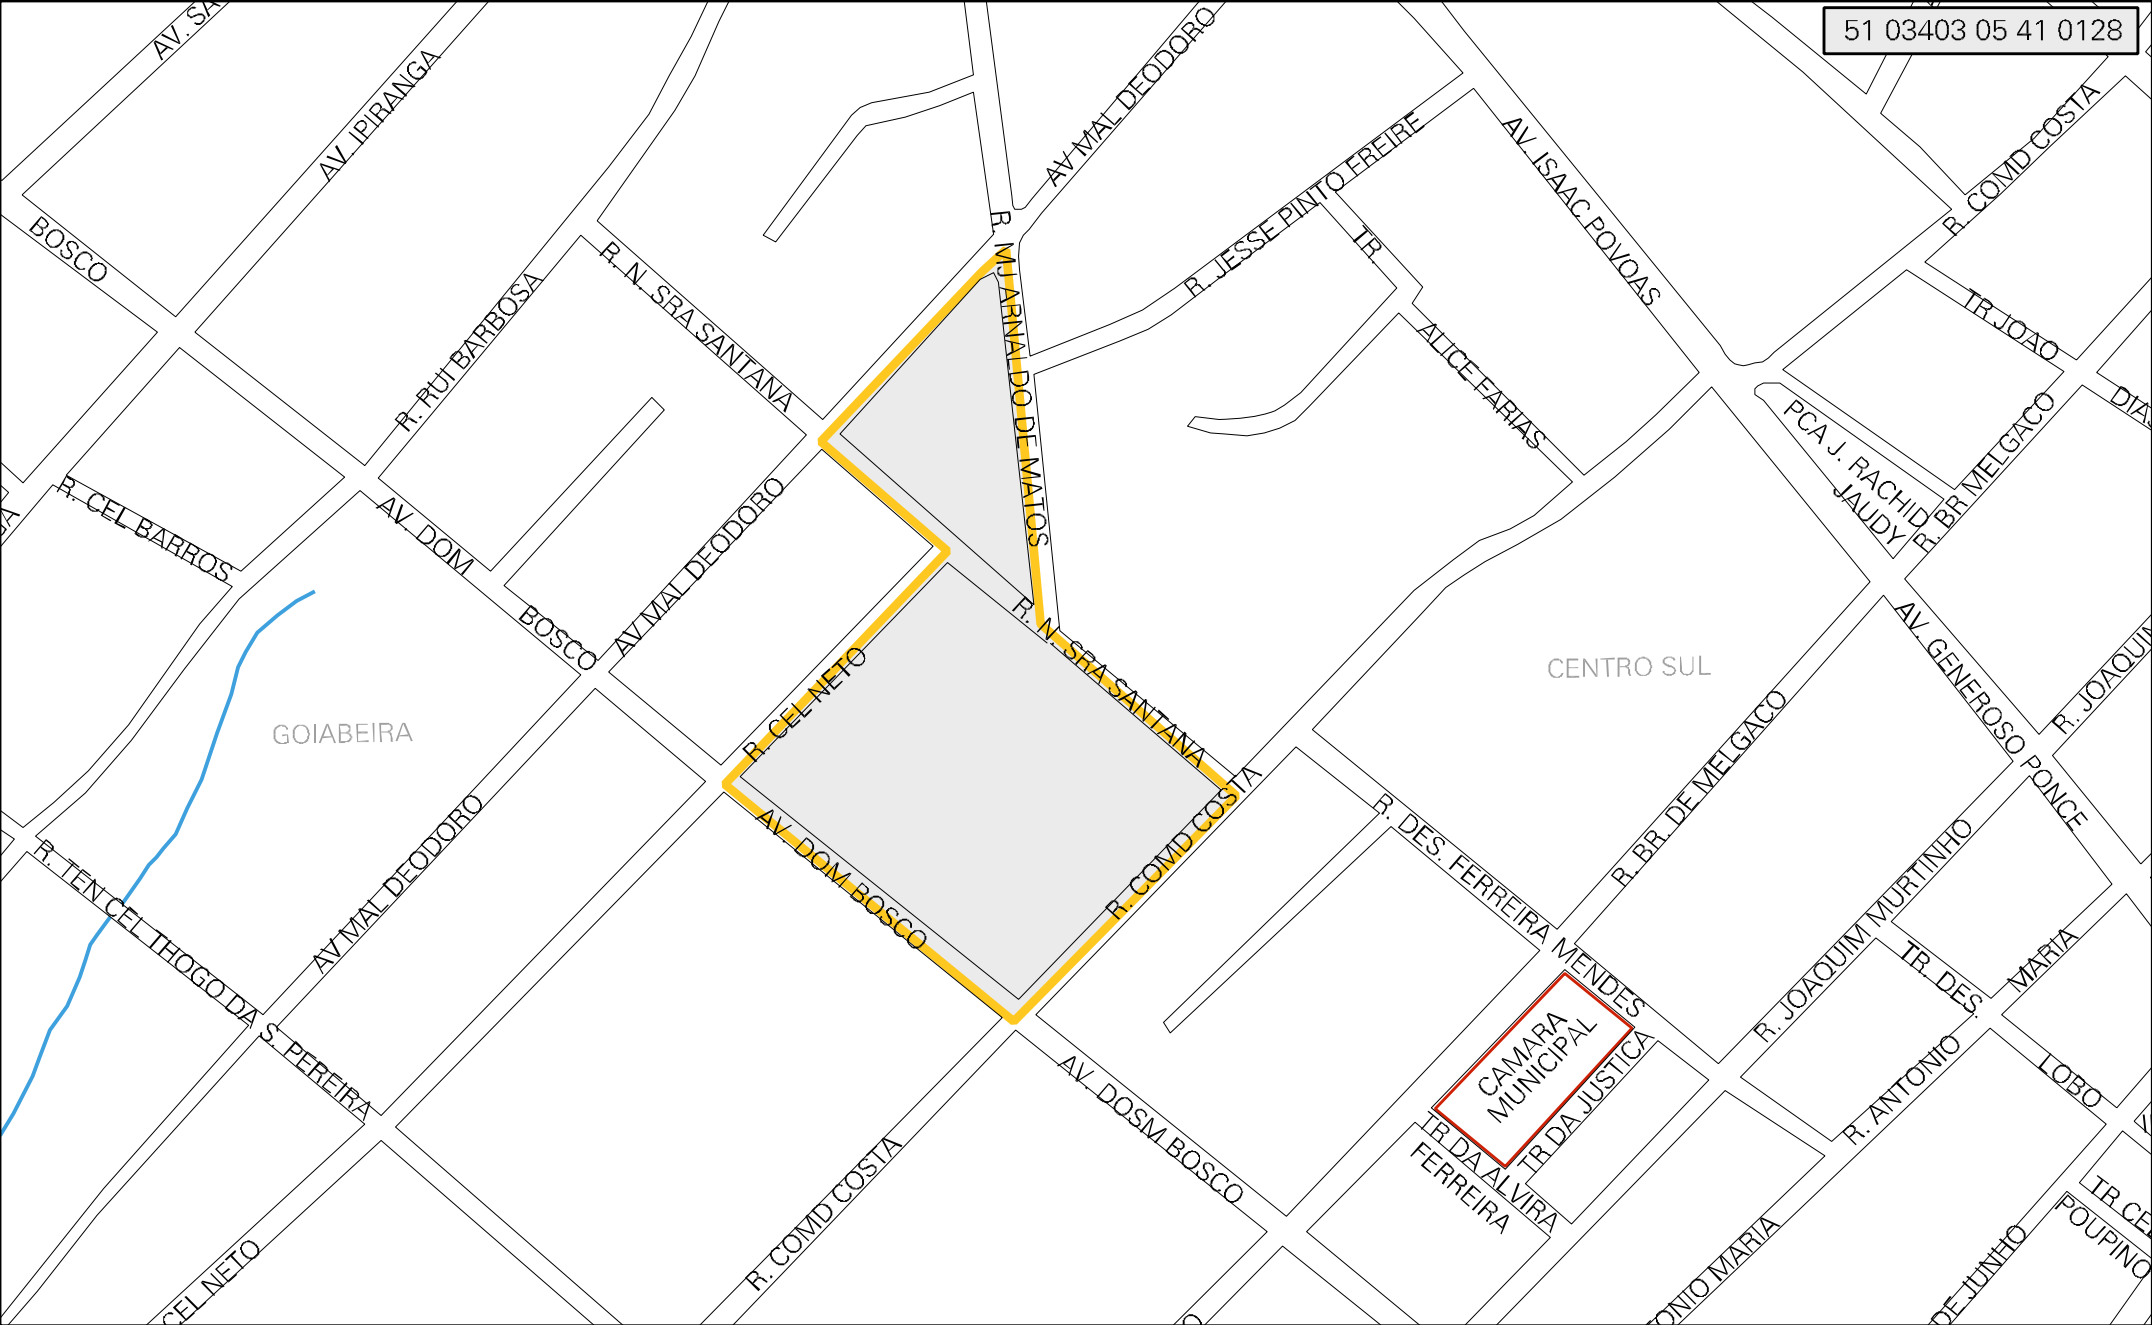 51 03403 05 41 0128
AV. SA
AV. IPIRANGA
AV MAL DEODORO
R. COMD COSTA
R. JESSE PINTO FREIRE
AV. ISAAC POVOAS
BOSCO
R. RUI BARBOSA
R. N. SRA SANTANA
R. MJ ARNALDO DE MATOS
TR.
ALICE FARIAS
TR JOAO
DIAS
PCA J. RACHID
JAUDY
R. BR MELGACO
R. CEL BARROS
AV. DOM
BOSCO
AV MAL DEODORO
R. N. SRA SANTANA
R. CEL NETO
CENTRO SUL
GOIABEIRA
AV. GENEROSO PONCE
R. JOAQUIM
R. BR. DE MELGACO
AV. DOM BOSCO
R. COMD COSTA
R. DES. FERREIRA MENDES
R. TEN CEL THOGO DA S. PEREIRA
AV MAL DEODORO
R. JOAQUIM MURTINHO
TR. DES.
MARIA
CAMARA
MUNICIPAL
TR DA JUSTICA
TR DA ALVIRA
FERREIRA
R. ANTONIO
LOBO
AV. DOSM BOSCO
R. COMD COSTA
CEL NETO
ONIO MARIA
DE JUNHO
TR CE
POUPINO